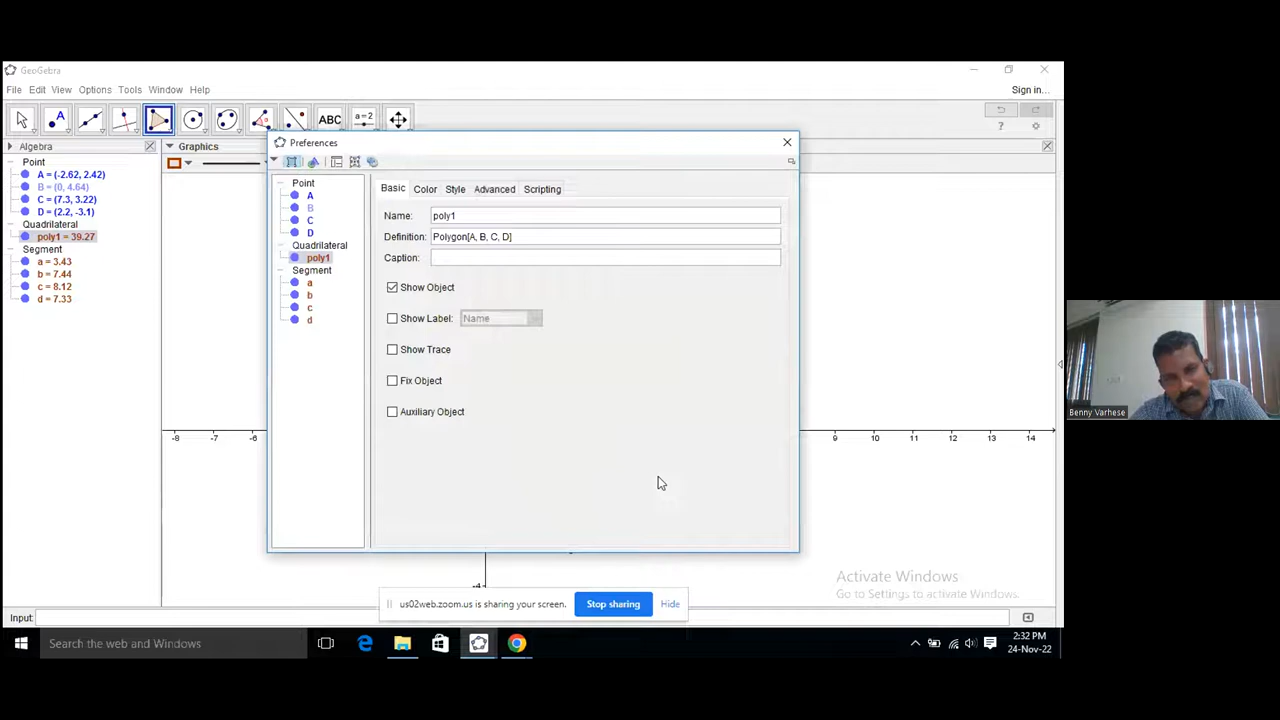 GeoGebra
File Edit View Options Tools Window Help
Sign in...
ABC
a=2
?
Algebra
Graphics
Point
A = (-2.62, 2.42)
B = (0, 4.64)
C = (7.3, 3.22)
D = (2.2, -3.1)
Quadrilateral
poly1 = 39.27
Segment
a = 3.43
b = 7.44
c = 8.12
d = 7.33
Preferences
Point
A
B
C
D
Quadrilateral
poly1
Segment
a
b
c
d
Basic Color Style Advanced Scripting
Name: poly1
Definition: Polygon[A, B, C, D]
Caption:
Show Object
Show Label: Name
Show Trace
Fix Object
Auxiliary Object
-8 -7 -6 9 10 11 12 13 14
-4
Benny Varhese
Activate Windows
Go to Settings to activate Windows.
us02web.zoom.us is sharing your screen. Stop sharing Hide
Input:
Search the web and Windows
2:32 PM
24-Nov-22